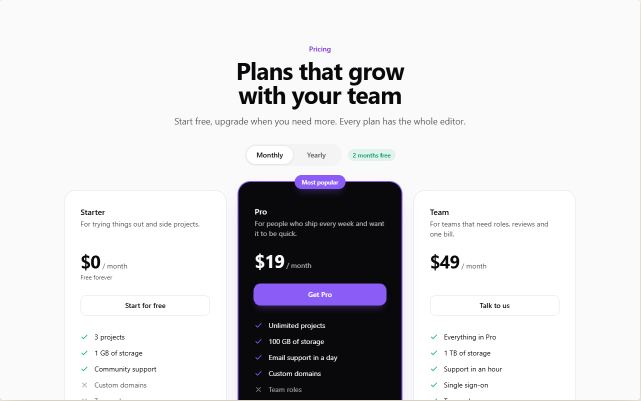 Pricing
Plans that grow
with your team
Start free, upgrade when you need more. Every plan has the whole editor.
Monthly
Yearly
2 months free
Starter
For trying things out and side projects.
$0 / month
Free forever
Start for free
3 projects
1 GB of storage
Community support
Custom domains
Most popular
Pro
For people who ship every week and want
it to be quick.
$19 / month
Get Pro
Unlimited projects
100 GB of storage
Email support in a day
Custom domains
Team roles
Team
For teams that need roles, reviews and
one bill.
$49 / month
Talk to us
Everything in Pro
1 TB of storage
Support in an hour
Single sign-on